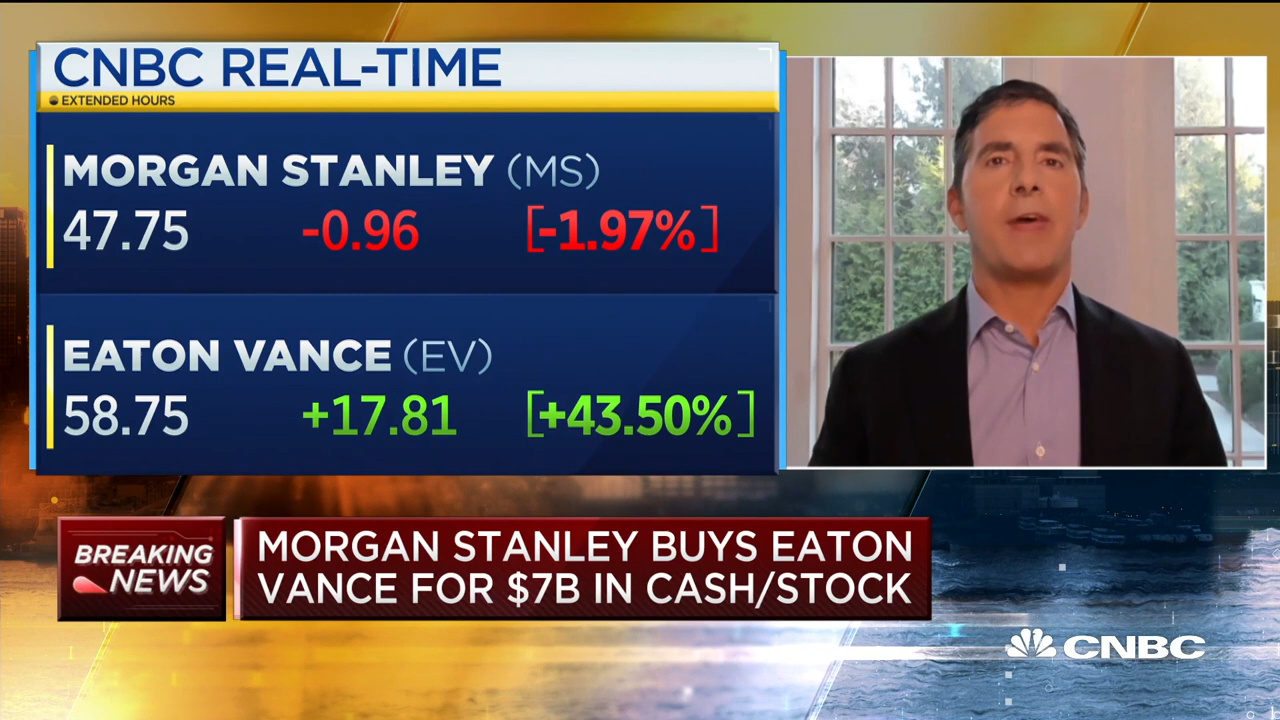 CNBC REAL-TIME
EXTENDED HOURS
MORGAN STANLEY (MS)
47.75 -0.96 [-1.97%]
EATON VANCE (EV)
58.75 +17.81 [+43.50%]
BREAKING NEWS
MORGAN STANLEY BUYS EATON
VANCE FOR $7B IN CASH/STOCK
CNBC